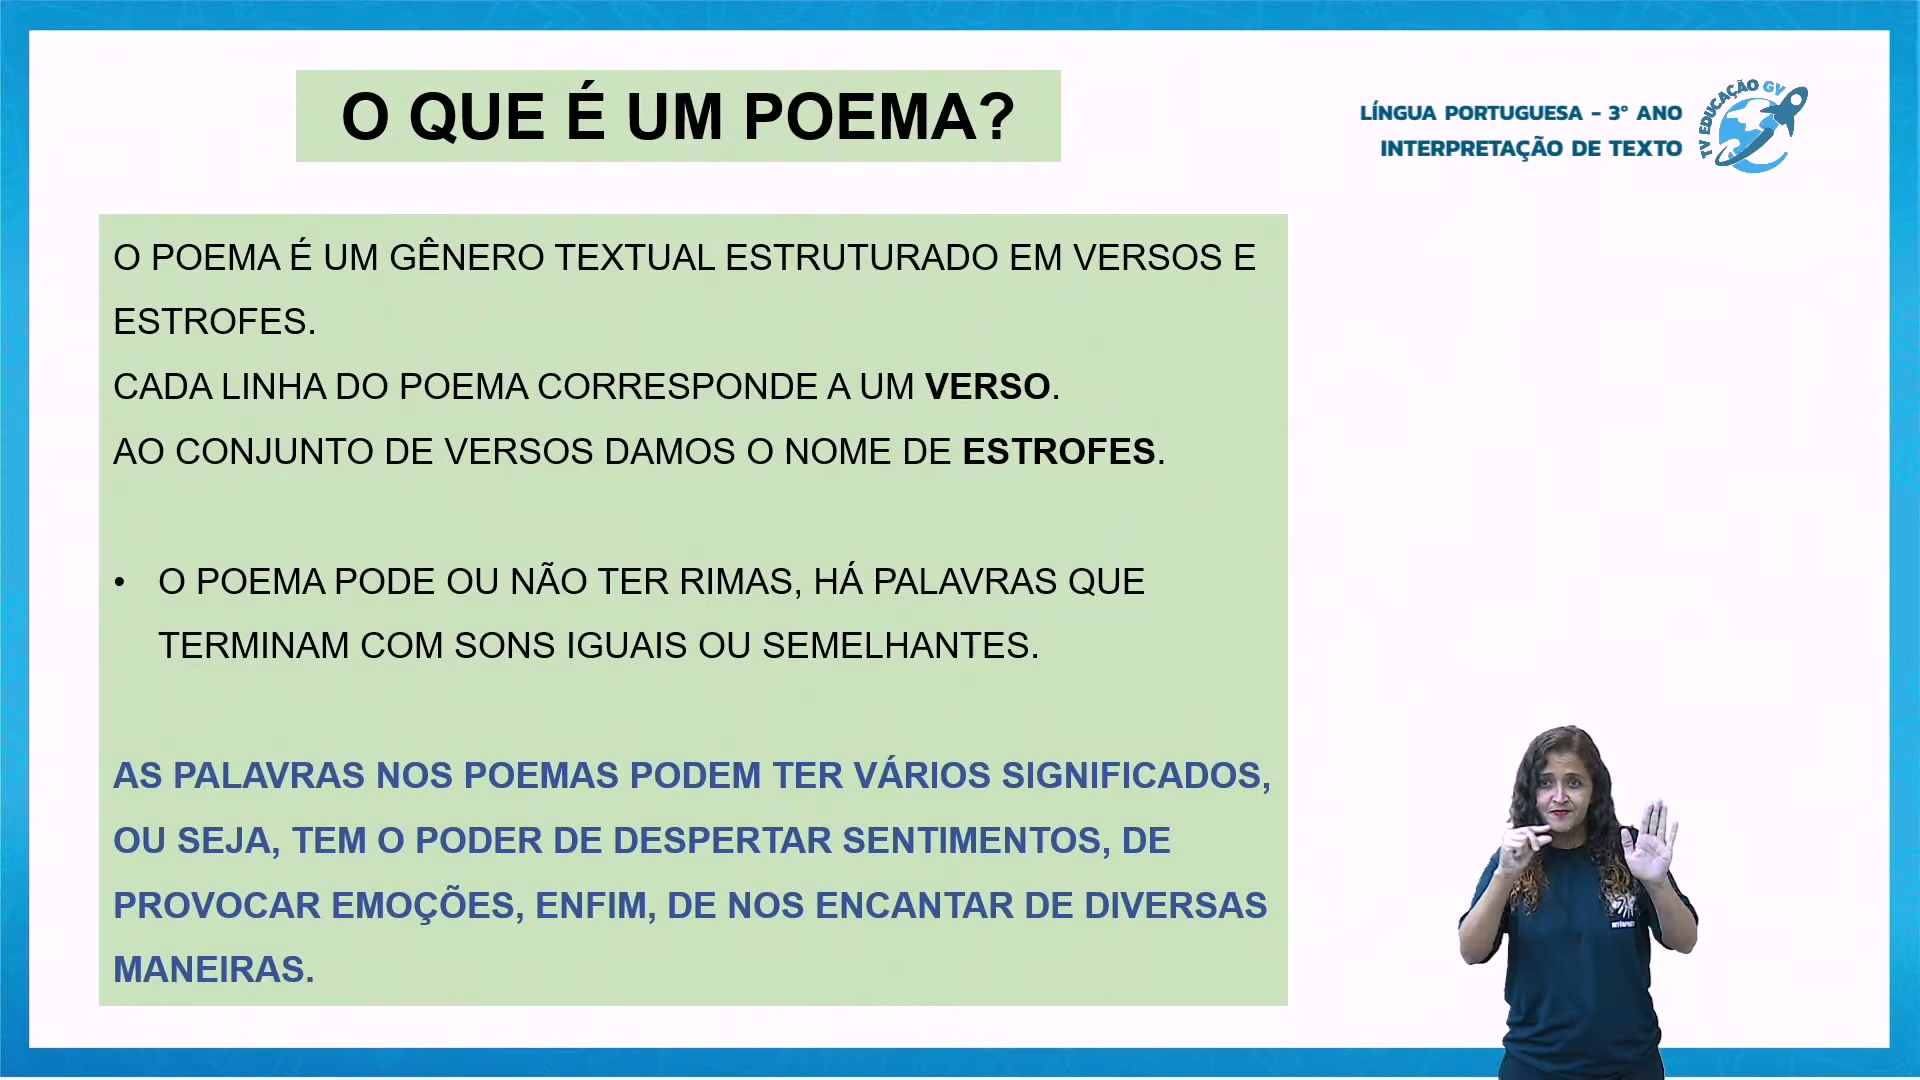 O QUE É UM POEMA?
LÍNGUA PORTUGUESA - 3° ANO
INTERPRETAÇÃO DE TEXTO
TV EDUCAÇÃO GV
O POEMA É UM GÊNERO TEXTUAL ESTRUTURADO EM VERSOS E
ESTROFES.
CADA LINHA DO POEMA CORRESPONDE A UM VERSO.
AO CONJUNTO DE VERSOS DAMOS O NOME DE ESTROFES.
• O POEMA PODE OU NÃO TER RIMAS, HÁ PALAVRAS QUE
TERMINAM COM SONS IGUAIS OU SEMELHANTES.
AS PALAVRAS NOS POEMAS PODEM TER VÁRIOS SIGNIFICADOS,
OU SEJA, TEM O PODER DE DESPERTAR SENTIMENTOS, DE
PROVOCAR EMOÇÕES, ENFIM, DE NOS ENCANTAR DE DIVERSAS
MANEIRAS.